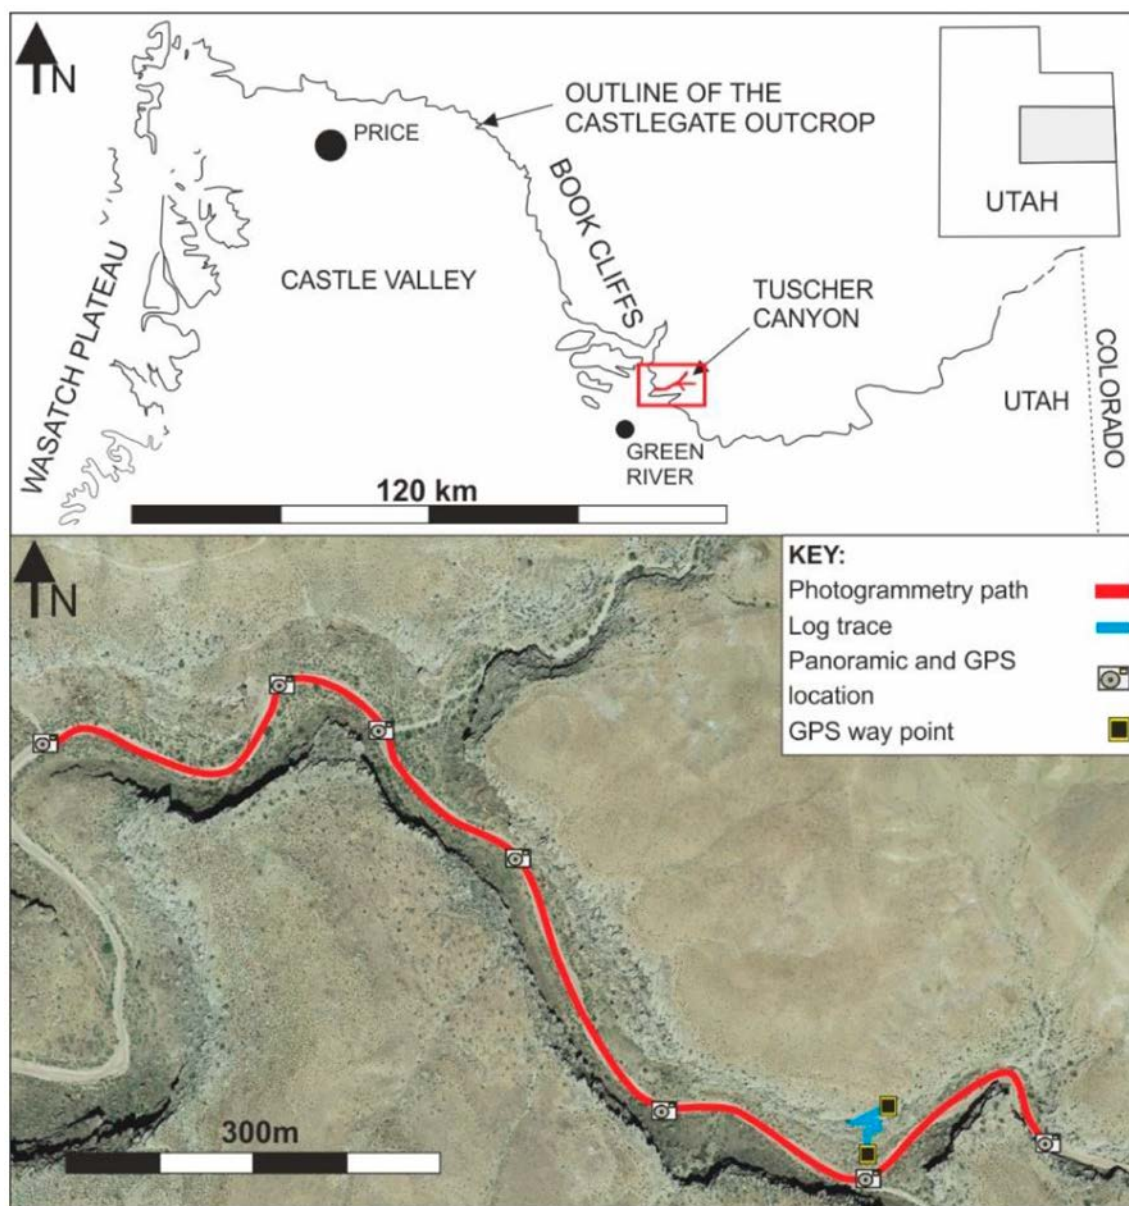 N
OUTLINE OF THE
CASTLEGATE OUTCROP
PRICE
UTAH
BOOK CLIFFS
WASATCH PLATEAU
CASTLE VALLEY
TUSCHER
CANYON
COLORADO
UTAH
GREEN
RIVER
120 km
N
KEY:
Photogrammetry path
Log trace
Panoramic and GPS
location
GPS way point
300m